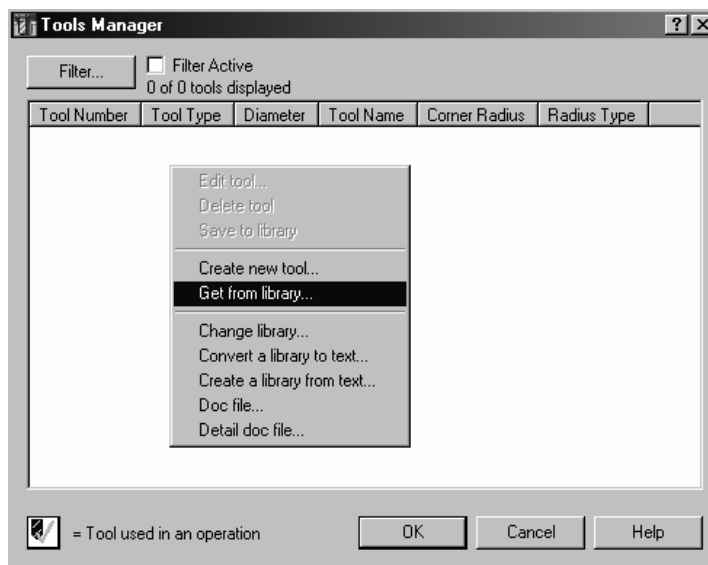 Tools Manager
Filter...
Filter Active
0 of 0 tools displayed
Tool Number Tool Type Diameter Tool Name Corner Radius Radius Type
Edit tool...
Delete tool
Save to library
Create new tool...
Get from library...
Change library...
Convert a library to text...
Create a library from text...
Doc file...
Detail doc file...
= Tool used in an operation
OK Cancel Help